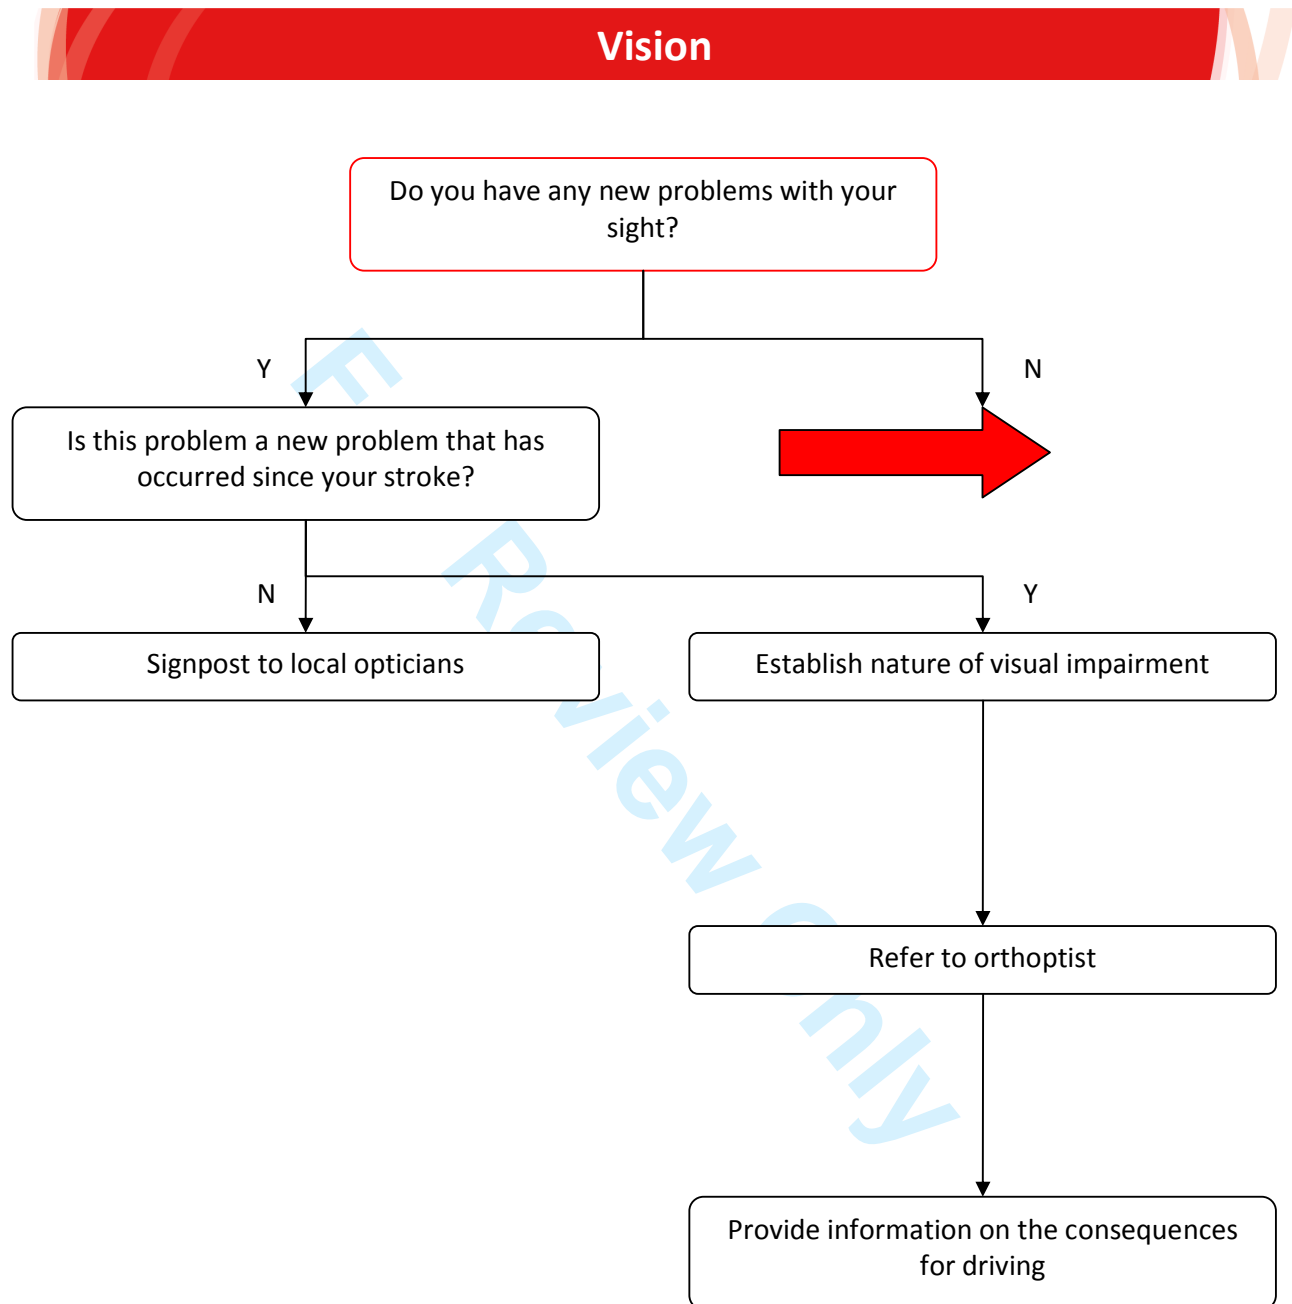 Vision
Do you have any new problems with your
sight?
Y
N
Is this problem a new problem that has
occurred since your stroke?
N
Y
Signpost to local opticians
Establish nature of visual impairment
Refer to orthoptist
Provide information on the consequences
for driving
Review Only